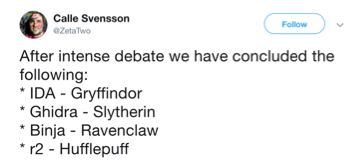 Calle Svensson
@ZetaTwo
Follow
After intense debate we have concluded the
following:
* IDA - Gryffindor
* Ghidra - Slytherin
* Binja - Ravenclaw
* r2 - Hufflepuff